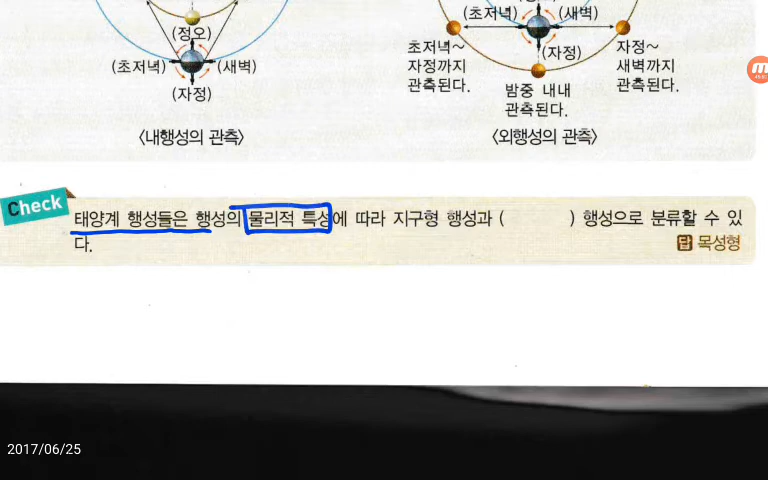 (정오)
(초저녁)
(새벽)
(자정)
〈내행성의 관측〉
(초저녁)
(새벽)
(자정)
초저녁~
자정까지
관측된다.
밤중 내내
관측된다.
자정~
새벽까지
관측된다.
〈외행성의 관측〉
Check
태양계 행성들은 행성의 물리적 특성에 따라 지구형 행성과 ( ) 행성으로 분류할 수 있
다.
답 목성형
2017/06/25